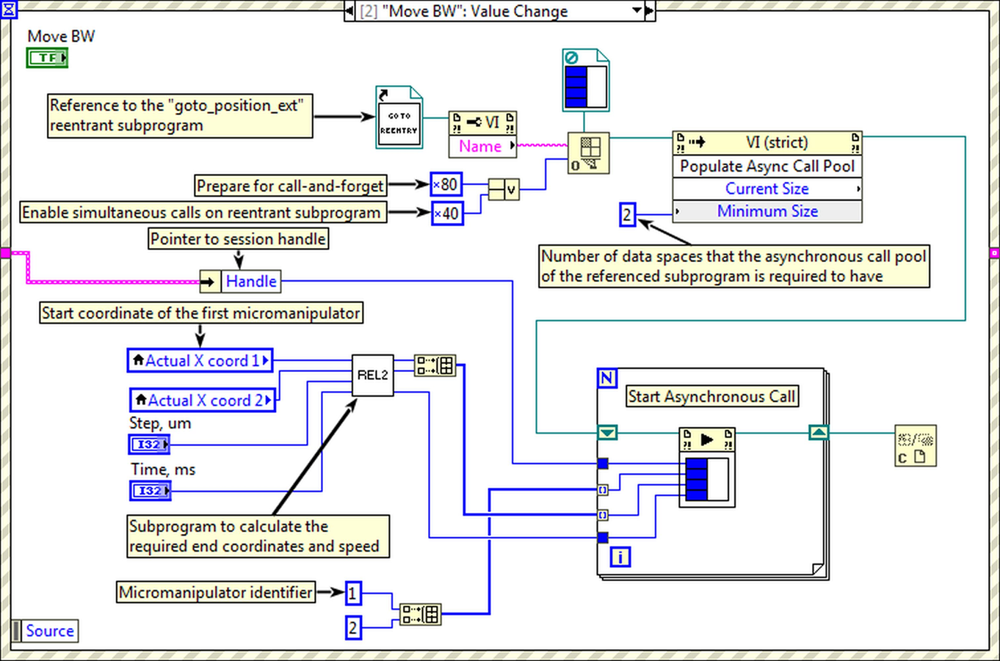 [2] "Move BW": Value Change
Move BW
TF
Reference to the "goto_position_ext"
reentrant subprogram
GO TO
REENTRY
VI
Name
Prepare for call-and-forget
×80
V
Enable simultaneous calls on reentrant subprogram
×40
O
VI (strict)
Populate Async Call Pool
Current Size
Minimum Size
2
Pointer to session handle
Handle
Number of data spaces that the asynchronous call pool
of the referenced subprogram is required to have
Start coordinate of the first micromanipulator
Actual X coord 1
REL2
Actual X coord 2
Step, um
I32
Time, ms
I32
Subprogram to calculate the
required end coordinates and speed
N
Start Asynchronous Call
C
i
Micromanipulator identifier
1
2
Source